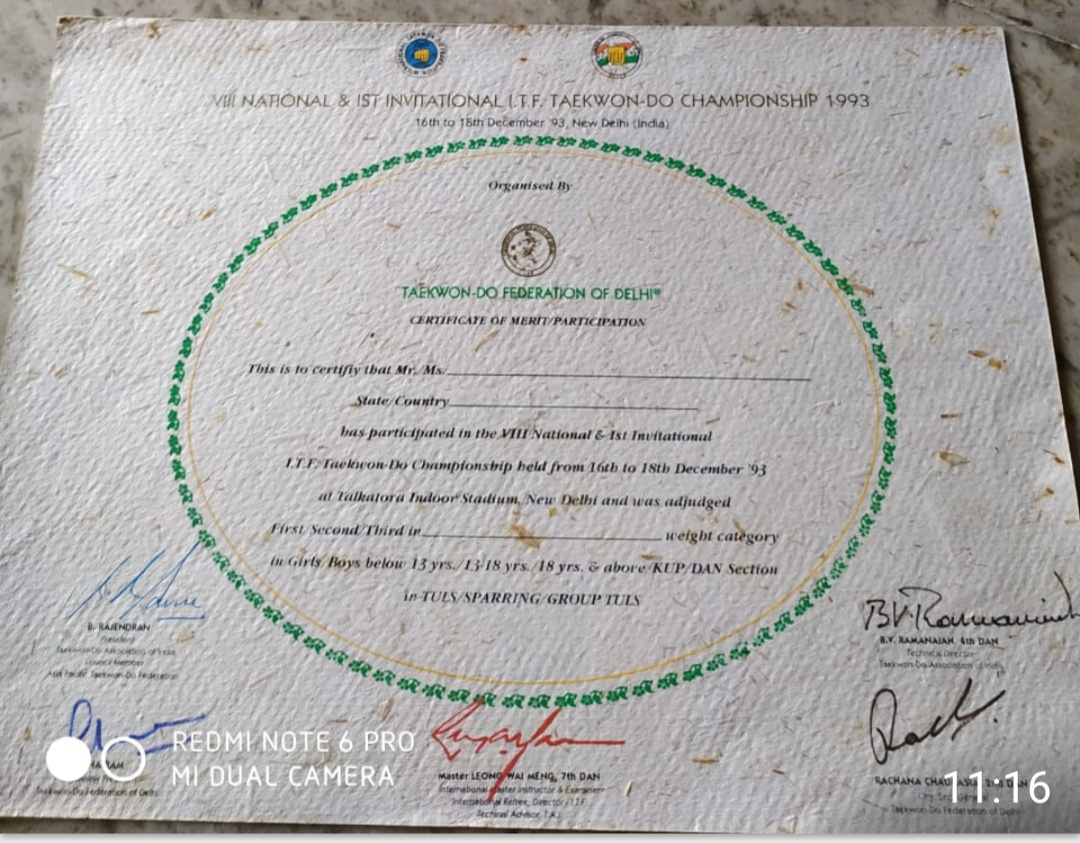 VIII NATIONAL & IST INVITATIONAL I.T.F. TAEKWON-DO CHAMPIONSHIP 1993
16th to 18th December '93, New Delhi (India)
Organised By
TAEKWON-DO FEDERATION OF DELHI®
CERTIFICATE OF MERIT/PARTICIPATION
This is to certifiy that Mr./Ms.
State/Country
has participated in the VIII National & Ist Invitational
I.T.F. Taekwon-Do Championship held from 16th to 18th December '93
at Talkatora Indoor Stadium, New Delhi and was adjudged
First/Second/Third in weight category
in Girls/Boys below 13 yrs./13-18 yrs./18 yrs. & above/KUP/DAN Section
in TULS/SPARRING/GROUP TULS
B. RAJENDRAN
President
Taekwon-Do Association of India
Council Member
Asia Pacific Taekwon-Do Federation
B.V. Ramanaiah
B.V. RAMANAIAH, 4th DAN
Technical Director
Taekwon-Do Association of India
Taekwon-Do Federation of Delhi
Master LEONG WAI MENG, 7th DAN
International Master Instructor & Examiner
International Refree, Director I.T.F.
Techinal Advisor, T.A.I.
RACHANA 2nd DAN
Taekwon-Do Federation of Delhi
REDMI NOTE 6 PRO
MI DUAL CAMERA
11:16